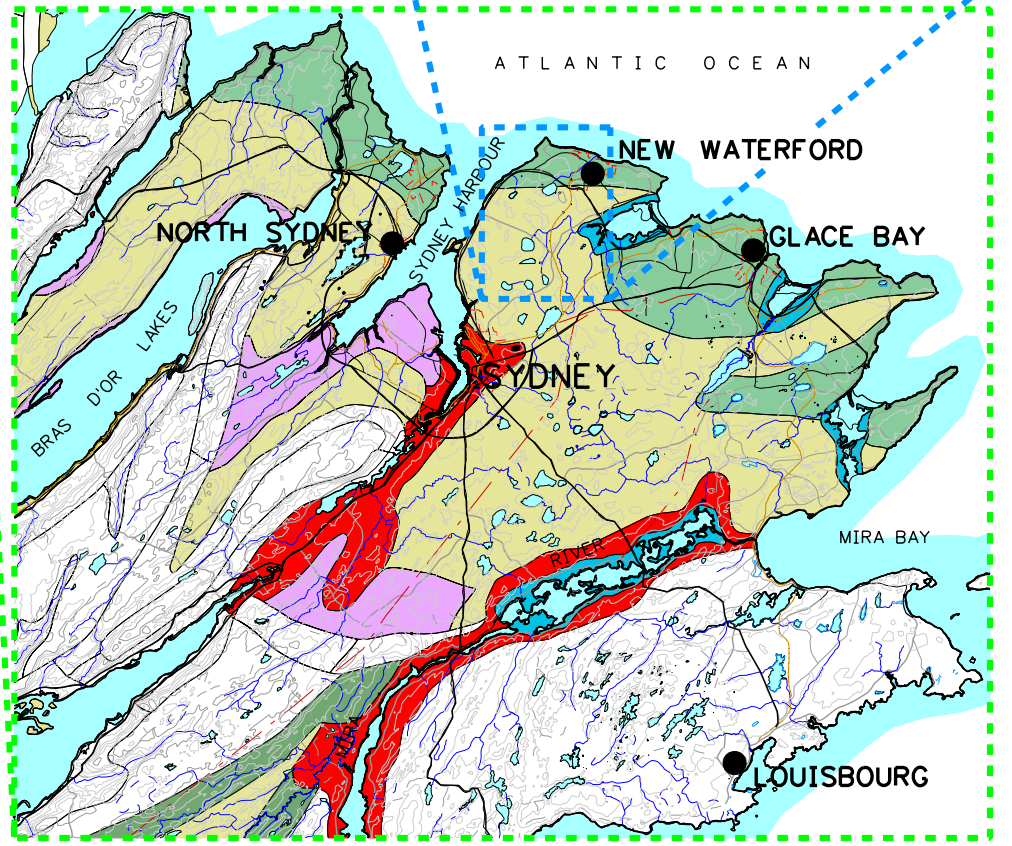 ATLANTIC OCEAN
NEW WATERFORD
SYDNEY HARBOUR
NORTH SYDNEY
GLACE BAY
LAKES
D'OR
BRAS
SYDNEY
MIRA BAY
RIVER
LOUISBOURG